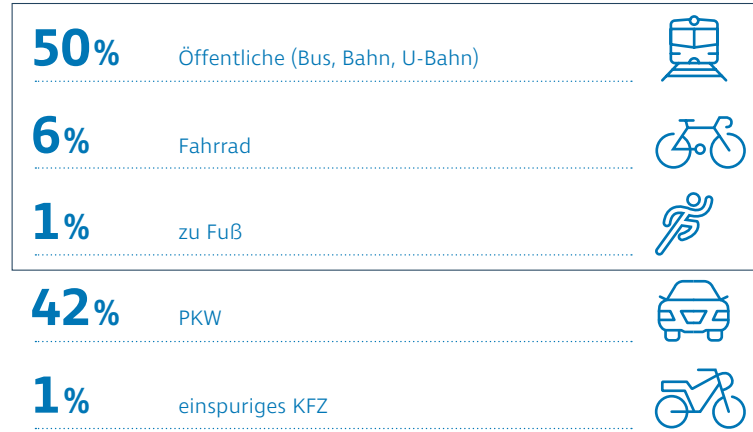 50% Öffentliche (Bus, Bahn, U-Bahn)
6% Fahrrad
1% zu Fuß
42% PKW
1% einspuriges KFZ